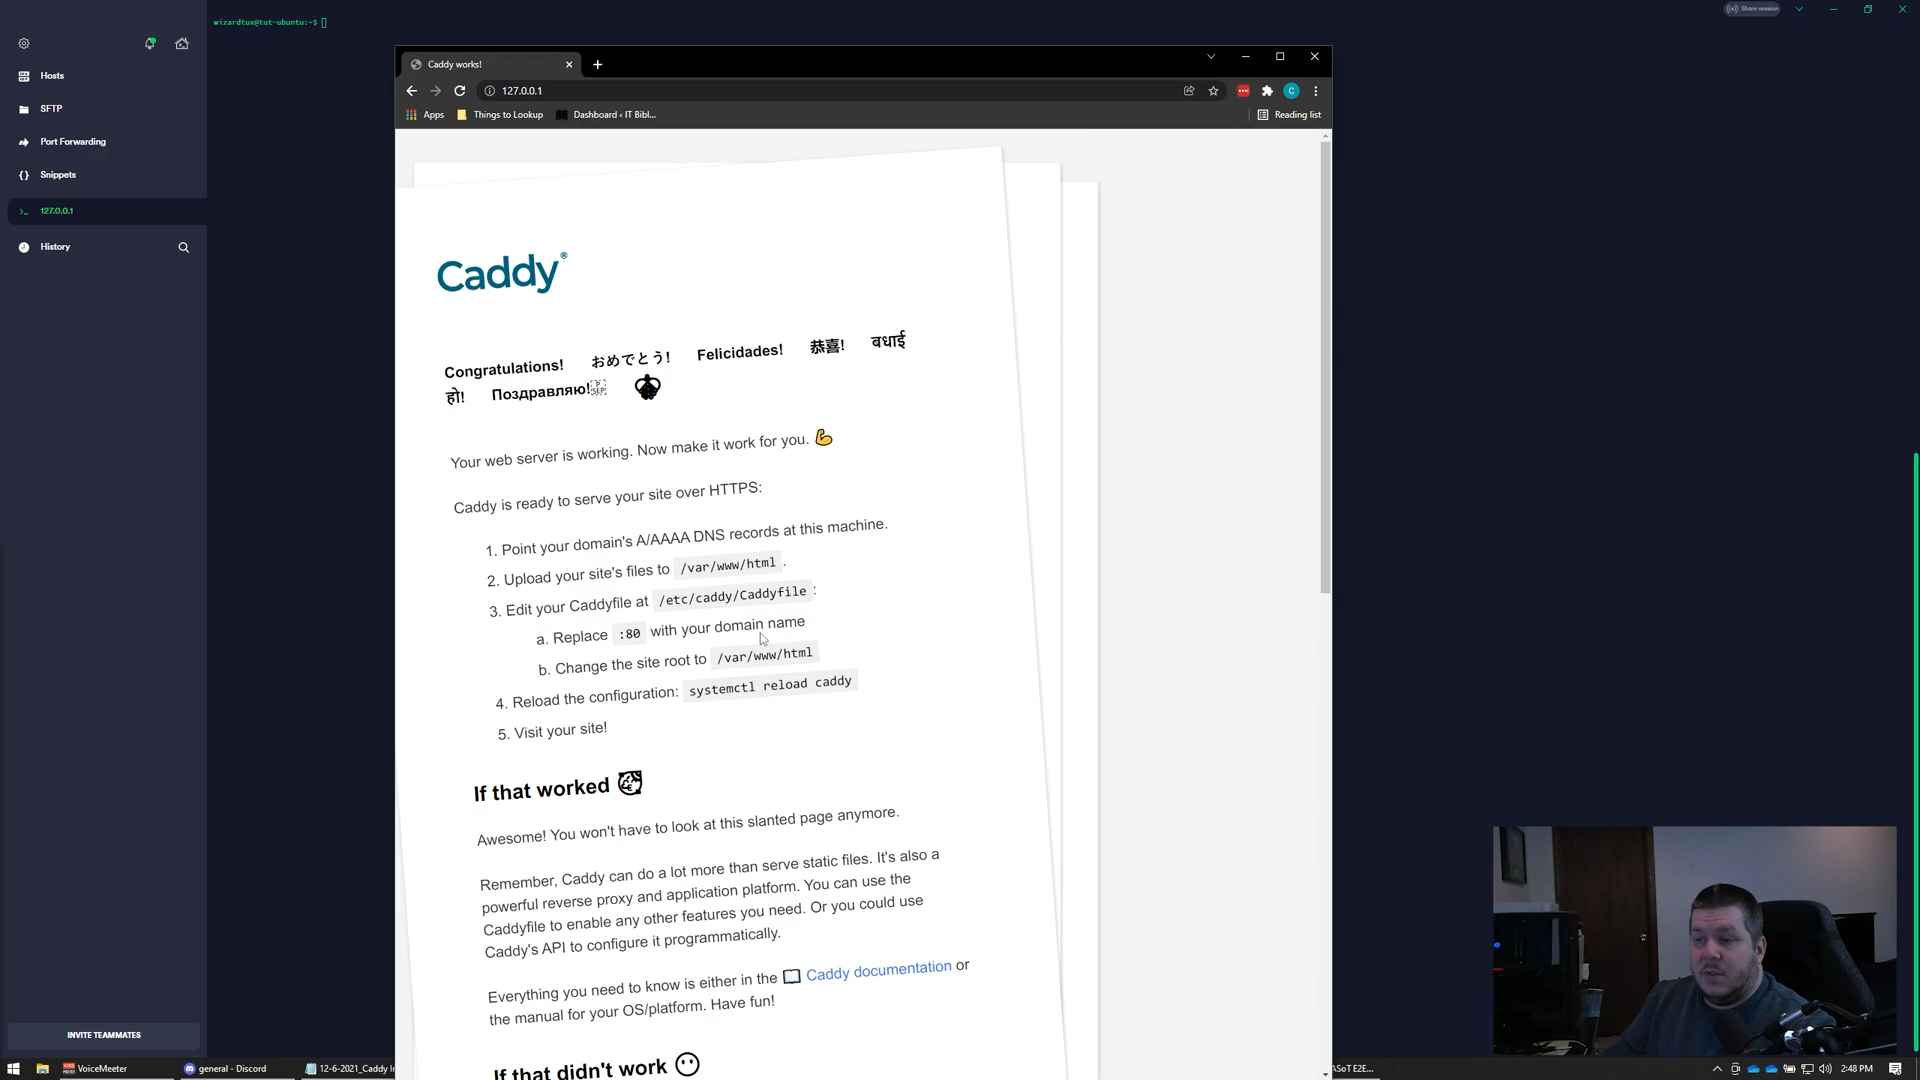 wizardtux@tut-ubuntu:~$
Share session
Hosts
SFTP
Port Forwarding
{} Snippets
>_ 127.0.0.1
History
INVITE TEAMMATES
Caddy works!
127.0.0.1
C
Apps
Things to Lookup
Dashboard ‹ IT Bibl...
Reading list
Caddy®
Congratulations! おめでとう! Felicidades! 恭喜! बधाई
हो! Поздравляю!
Your web server is working. Now make it work for you. 💪
Caddy is ready to serve your site over HTTPS:
1. Point your domain's A/AAAA DNS records at this machine.
2. Upload your site's files to /var/www/html .
3. Edit your Caddyfile at /etc/caddy/Caddyfile :
a. Replace :80 with your domain name
b. Change the site root to /var/www/html
4. Reload the configuration: systemctl reload caddy
5. Visit your site!
If that worked
Awesome! You won't have to look at this slanted page anymore.
Remember, Caddy can do a lot more than serve static files. It's also a
powerful reverse proxy and application platform. You can use the
Caddyfile to enable any other features you need. Or you could use
Caddy's API to configure it programmatically.
Everything you need to know is either in the 📖 Caddy documentation or
the manual for your OS/platform. Have fun!
If that didn't work
VoiceMeeter
general - Discord
12-6-2021_Caddy In
ASoT E2E...
2:48 PM